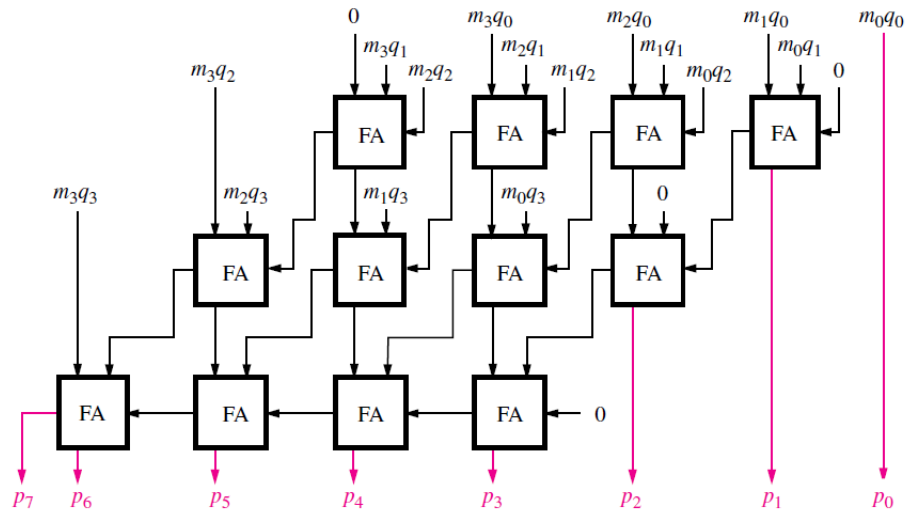 0 m₃q₀ m₂q₀ m₁q₀ m₀q₀
m₃q₁ m₂q₁ m₁q₁ m₀q₁
m₃q₂ m₂q₂ m₁q₂ m₀q₂ 0
FA FA FA FA
m₃q₃ m₂q₃ m₁q₃ m₀q₃ 0
FA FA FA FA
FA FA FA FA 0
p₇ p₆ p₅ p₄ p₃ p₂ p₁ p₀